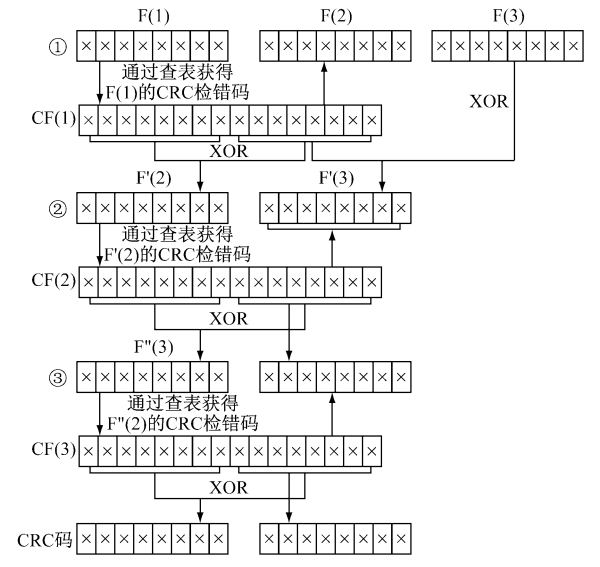 F(1) F(2) F(3)
① × × × × × × × × × × × × × × × × × × × × × × × ×
通过查表获得
F(1)的CRC检错码
XOR
CF(1) × × × × × × × × × × × × × × × ×
XOR
F'(2) F'(3)
② × × × × × × × × × × × × × × × ×
通过查表获得
F'(2)的CRC检错码
CF(2) × × × × × × × × × × × × × × × ×
XOR
F"(3)
③ × × × × × × × × × × × × × × × ×
通过查表获得
F"(2)的CRC检错码
CF(3) × × × × × × × × × × × × × × × ×
XOR
CRC码 × × × × × × × × × × × × × × × ×